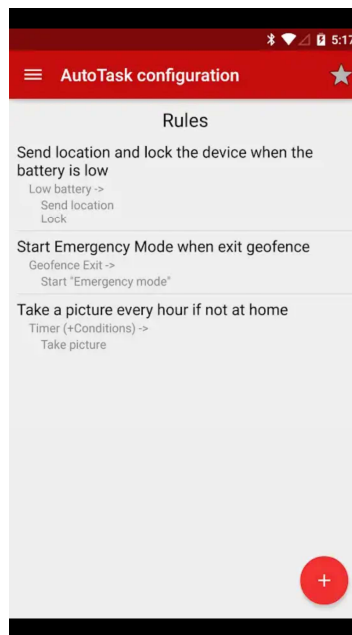 5:17
AutoTask configuration
Rules
Send location and lock the device when the
battery is low
Low battery ->
Send location
Lock
Start Emergency Mode when exit geofence
Geofence Exit ->
Start "Emergency mode"
Take a picture every hour if not at home
Timer (+Conditions) ->
Take picture
+